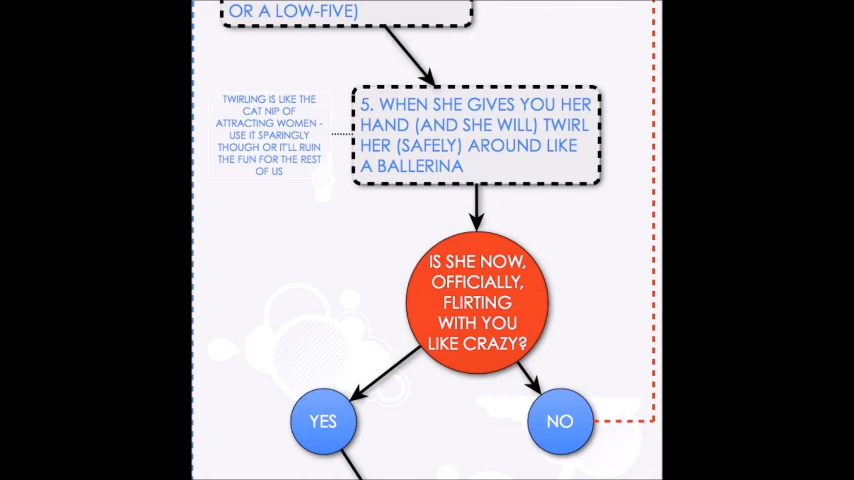 OR A LOW-FIVE)
TWIRLING IS LIKE THE
CAT NIP OF
ATTRACTING WOMEN -
USE IT SPARINGLY
THOUGH OR IT'LL RUIN
THE FUN FOR THE REST
OF US
5. WHEN SHE GIVES YOU HER
HAND (AND SHE WILL) TWIRL
HER (SAFELY) AROUND LIKE
A BALLERINA
IS SHE NOW,
OFFICIALLY,
FLIRTING
WITH YOU
LIKE CRAZY?
YES
NO